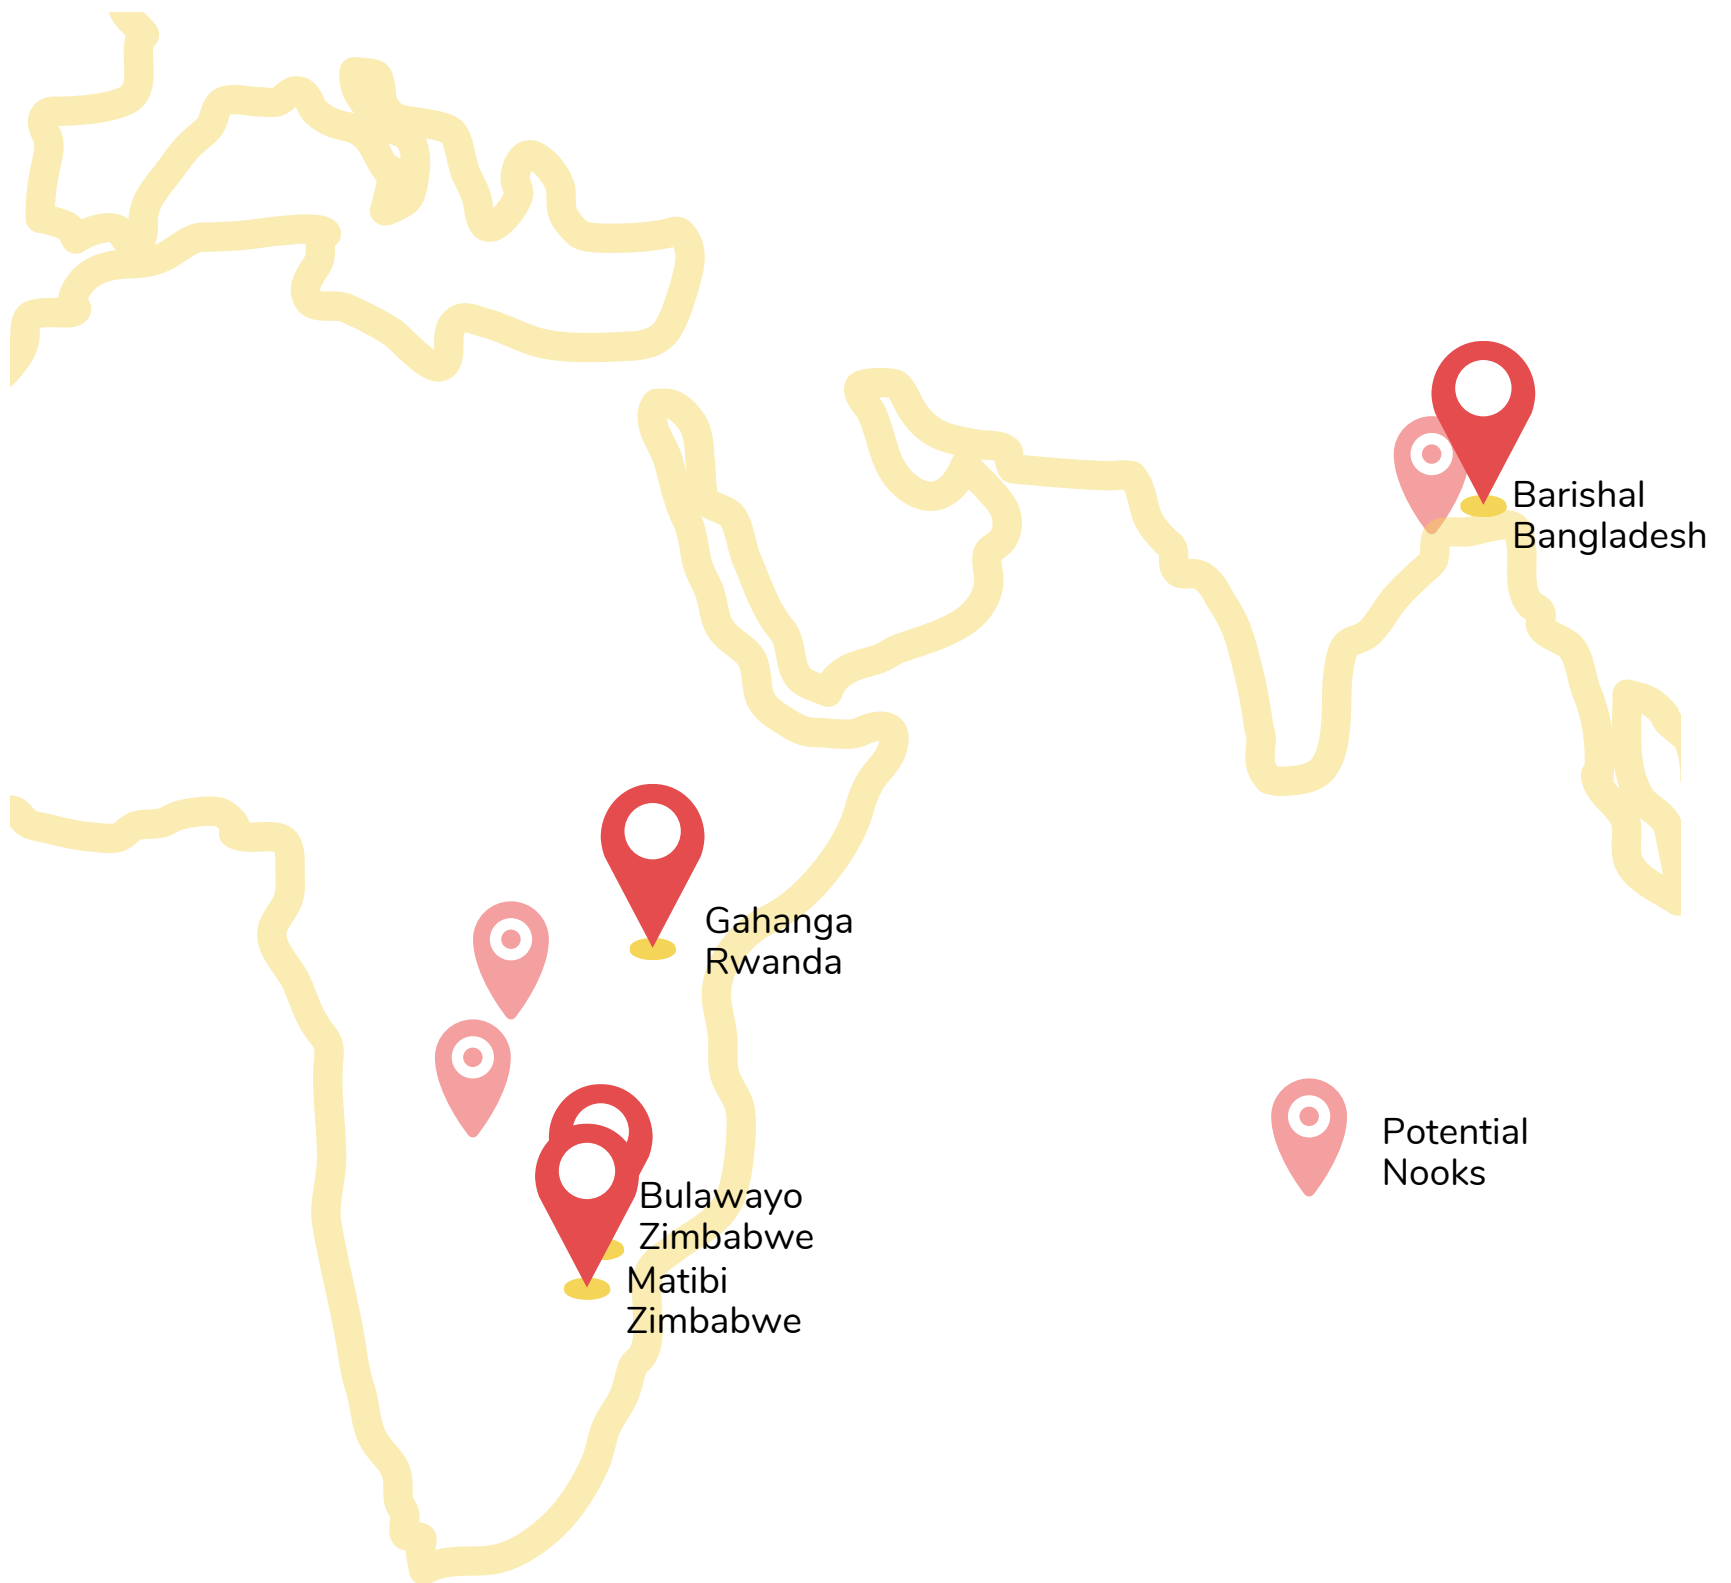 Barishal
Bangladesh
Gahanga
Rwanda
Potential
Nooks
Bulawayo
Zimbabwe
Matibi
Zimbabwe